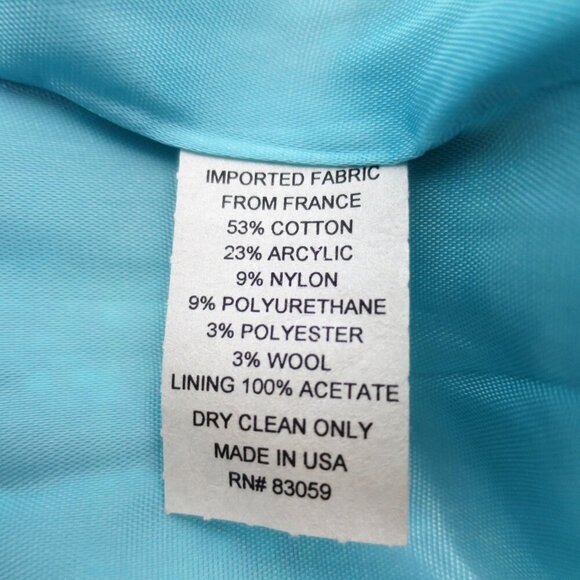 IMPORTED FABRIC
FROM FRANCE
53% COTTON
23% ARCYLIC
9% NYLON
9% POLYURETHANE
3% POLYESTER
3% WOOL
LINING 100% ACETATE
DRY CLEAN ONLY
MADE IN USA
RN# 83059